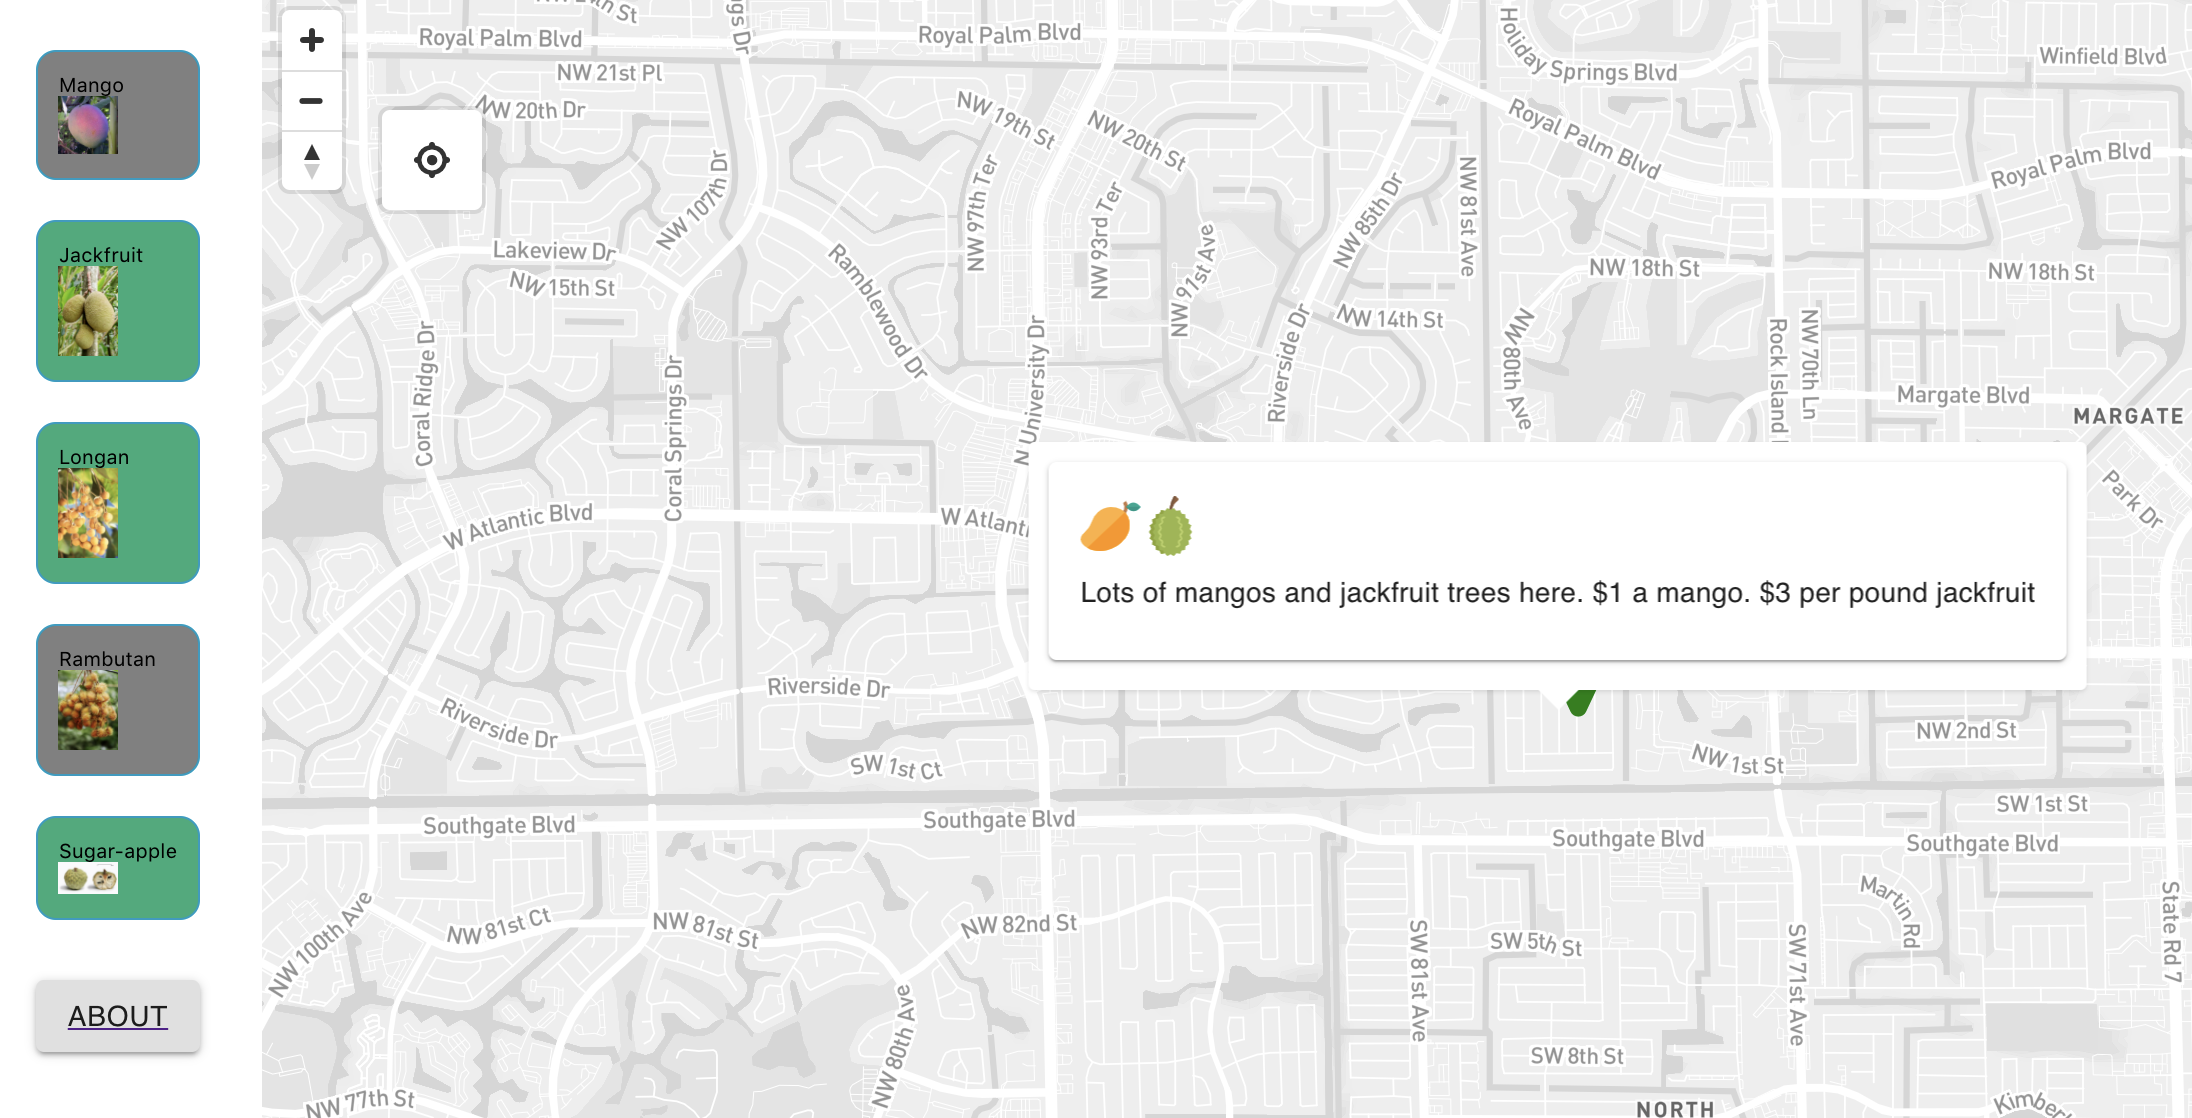 Mango
Jackfruit
Longan
Rambutan
Sugar-apple
ABOUT
Royal Palm Blvd
Royal Palm Blvd
Holiday Springs Blvd
Winfield Blvd
NW 21st Pl
NW 20th Dr
NW 19th St
NW 20th St
Royal Palm Blvd
Royal Palm Blvd
NW 107th Dr
NW 97th Ter
NW 93rd Ter
NW 91st Ave
NW 85th Dr
NW 81st Ave
Lakeview Dr
NW 15th St
Ramblewood Dr
NW 18th St
NW 18th St
NW 14th St
Coral Ridge Dr
Coral Springs Dr
N University Dr
Riverside Dr
NW 80th Ave
Rock Island
NW 70th Ln
Margate Blvd
MARGATE
Park Dr
W Atlantic Blvd
W Atlanti
Lots of mangos and jackfruit trees here. $1 a mango. $3 per pound jackfruit
Riverside Dr
Riverside Dr
SW 1st Ct
NW 2nd St
NW 1st St
SW 1st St
Southgate Blvd
Southgate Blvd
Southgate Blvd
Southgate Blvd
Martin Rd
State Rd 7
NW 100th Ave
NW 81st Ct
NW 81st St
NW 82nd St
SW 81st Ave
SW 5th St
SW 71st Ave
NW 80th Ave
SW 8th St
NW 77th St
NORTH
Kimber